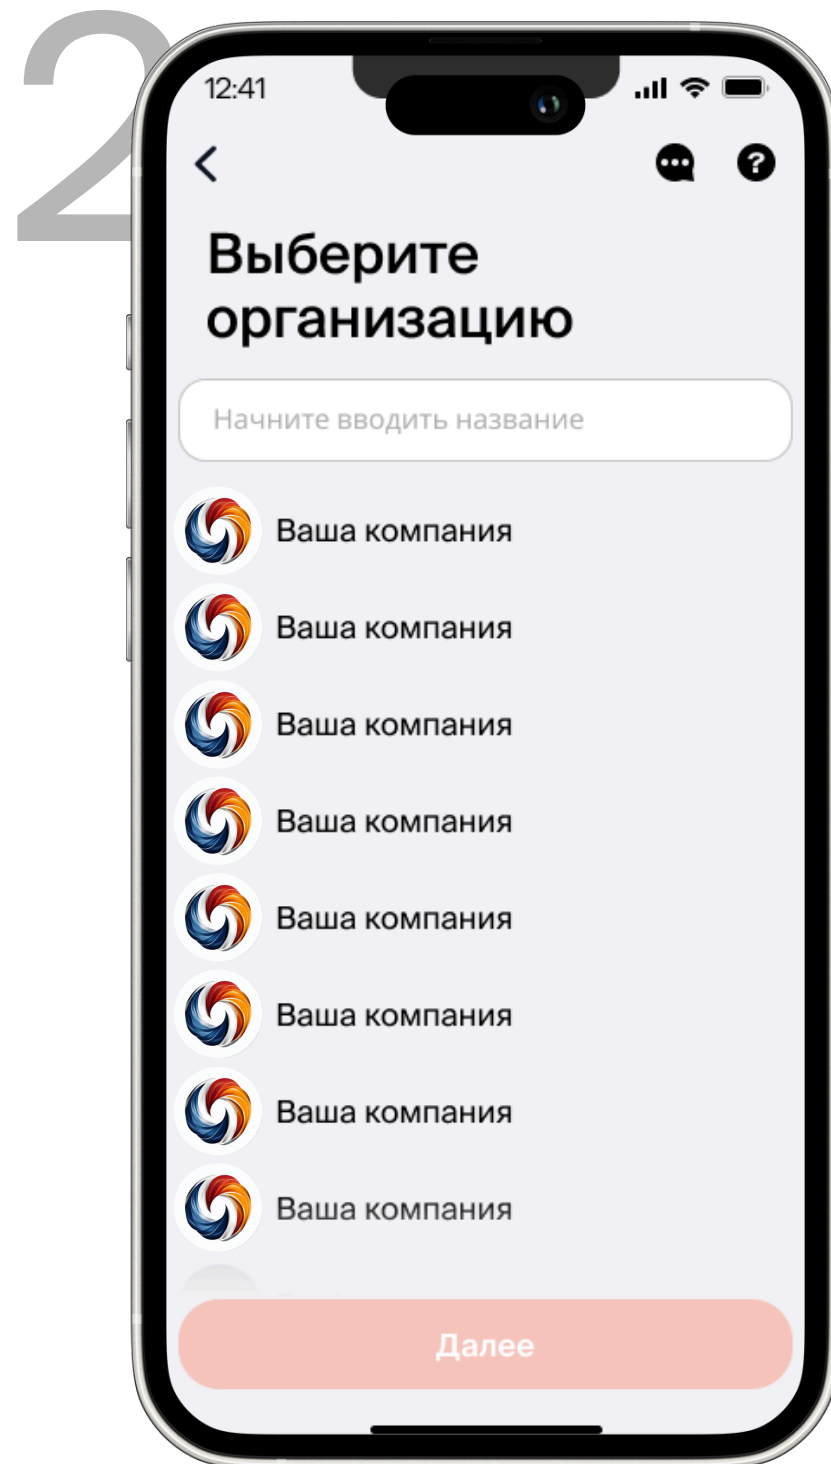 2
12:41
Выберите
организацию
Начните вводить название
Ваша компания
Ваша компания
Ваша компания
Ваша компания
Ваша компания
Ваша компания
Ваша компания
Ваша компания
Далее